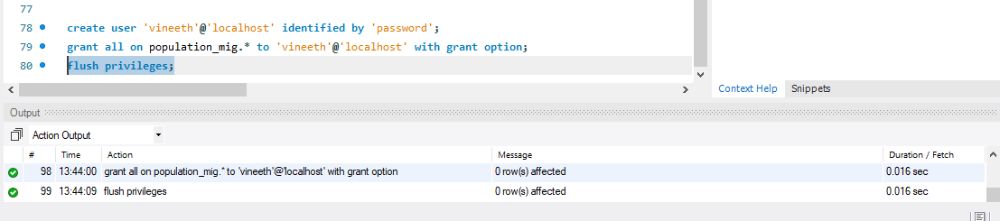 77
78 create user 'vineeth'@'localhost' identified by 'password';
79 grant all on population_mig.* to 'vineeth'@'localhost' with grant option;
80 flush privileges;
Context Help Snippets
Output
Action Output
# Time Action Message Duration / Fetch
98 13:44:00 grant all on population_mig.* to 'vineeth'@'localhost' with grant option 0 row(s) affected 0.016 sec
99 13:44:09 flush privileges 0 row(s) affected 0.016 sec